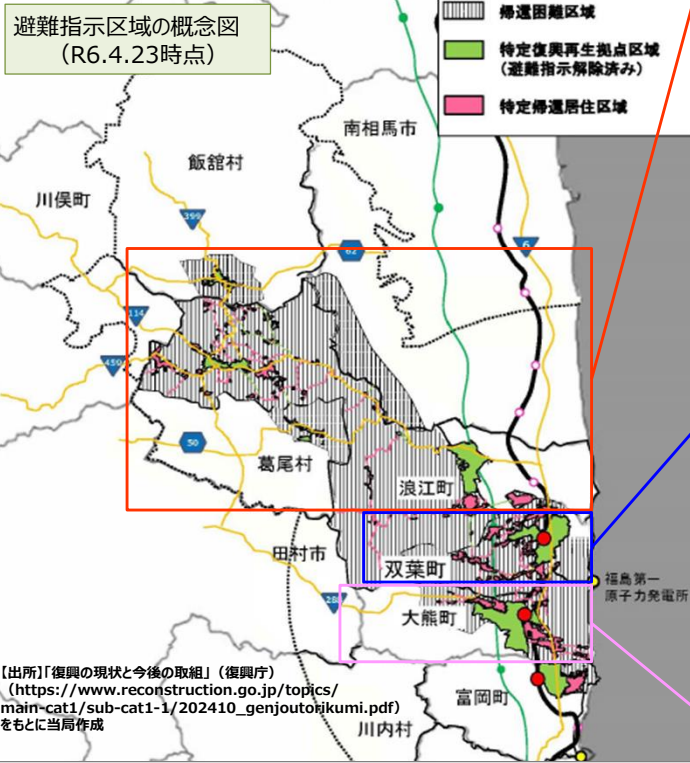 避難指示区域の概念図
(R6.4.23時点)
帰還困難区域
特定復興再生拠点区域
(避難指示解除済み)
特定帰還居住区域
南相馬市
飯舘村
川俣町
399
62
6
114
459
50
葛尾村
浪江町
田村市
双葉町
福島第一
原子力発電所
288
大熊町
【出所】「復興の現状と今後の取組」(復興庁)
(https://www.reconstruction.go.jp/topics/
main-cat1/sub-cat1-1/202410_genjoutorikumi.pdf)
をもとに当局作成
富岡町
川内村